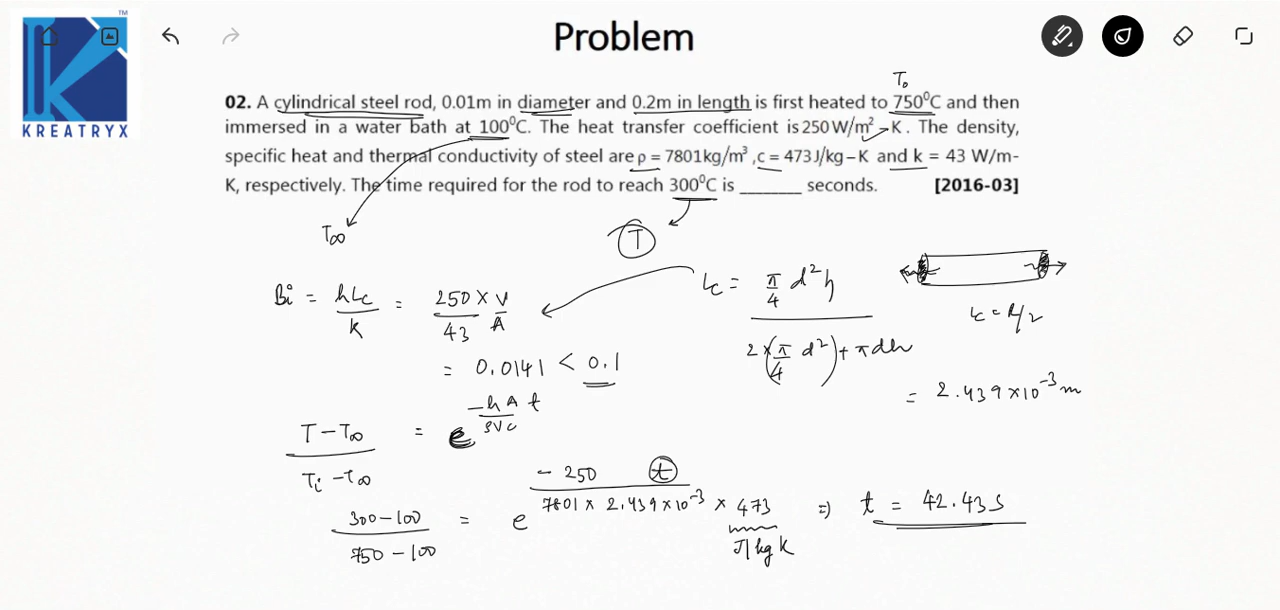 TM
KREATRYX
Problem
T₀
02. A cylindrical steel rod, 0.01m in diameter and 0.2m in length is first heated to 750⁰C and then
immersed in a water bath at 100⁰C. The heat transfer coefficient is 250 W/m² – K. The density,
specific heat and thermal conductivity of steel are ρ = 7801kg/m³, c = 473J/kg–K and k = 43 W/m-
K, respectively. The time required for the rod to reach 300⁰C is ______ seconds. [2016-03]
T∞
T
Bi = hLc/k = 250/43 × V/A
Lc = π/4 d²h / 2×(π/4 d²) + πdh
Lc = R/2
= 0.0141 < 0.1
= 2.439×10⁻³ m
T–T∞ / Ti–T∞ = e^(–hA/ρVc t)
300–100 / 750–100 = e^(–250 t / 7801 × 2.439×10⁻³ × 473) ⇒ t = 42.43 s
J/kg K